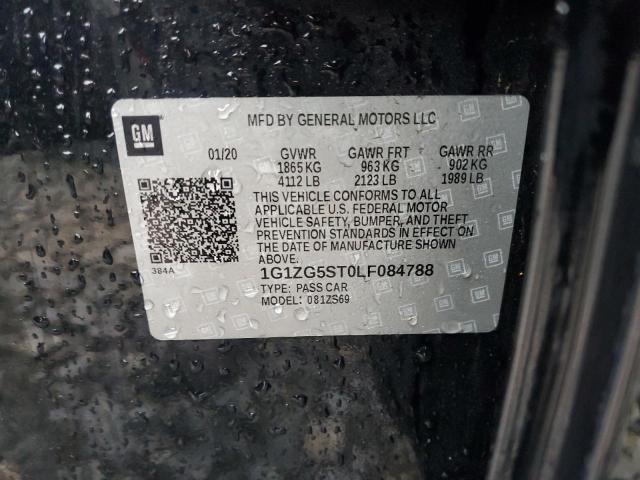 GM
MFD BY GENERAL MOTORS LLC
01/20 GVWR GAWR FRT GAWR RR
1865 KG 963 KG 902 KG
4112 LB 2123 LB 1989 LB
THIS VEHICLE CONFORMS TO ALL
APPLICABLE U.S. FEDERAL MOTOR
VEHICLE SAFETY, BUMPER, AND THEFT
PREVENTION STANDARDS IN EFFECT ON
THE DATE OF MANUFACTURE SHOWN
ABOVE.
384A
1G1ZG5ST0LF084788
TYPE: PASS CAR
MODEL: 081ZS69